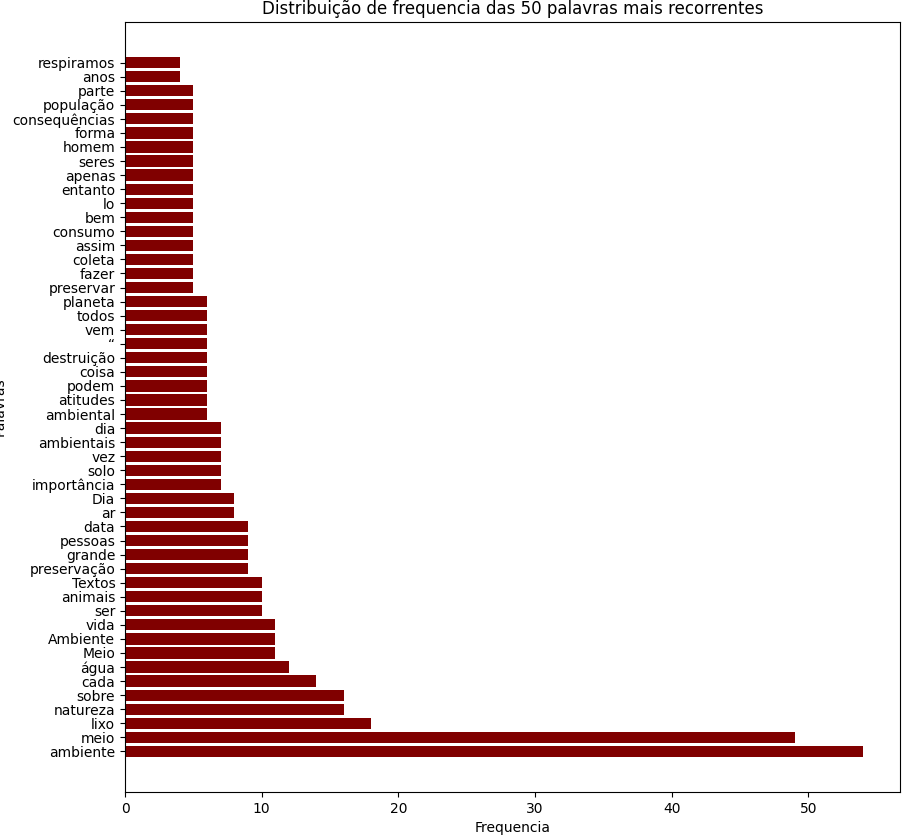 Distribuição de frequencia das 50 palavras mais recorrentes
respiramos
anos
parte
população
consequências
forma
homem
seres
apenas
entanto
lo
bem
consumo
assim
coleta
fazer
preservar
planeta
todos
vem
“
destruição
coisa
podem
atitudes
ambiental
dia
ambientais
vez
solo
importância
Dia
ar
data
pessoas
grande
preservação
Textos
animais
ser
vida
Ambiente
Meio
água
cada
sobre
natureza
lixo
meio
ambiente
0 10 20 30 40 50
Frequencia